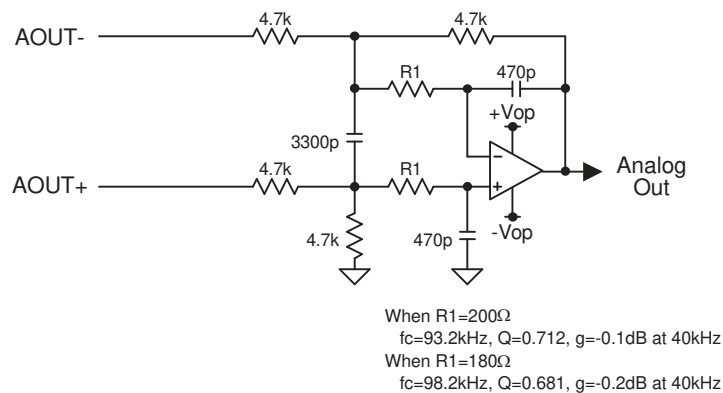 4.7k
4.7k
AOUT-
R1
470p
+Vop
3300p
4.7k
R1
AOUT+
Analog
Out
4.7k
470p
-Vop
When R1=200Ω
fc=93.2kHz, Q=0.712, g=-0.1dB at 40kHz
When R1=180Ω
fc=98.2kHz, Q=0.681, g=-0.2dB at 40kHz